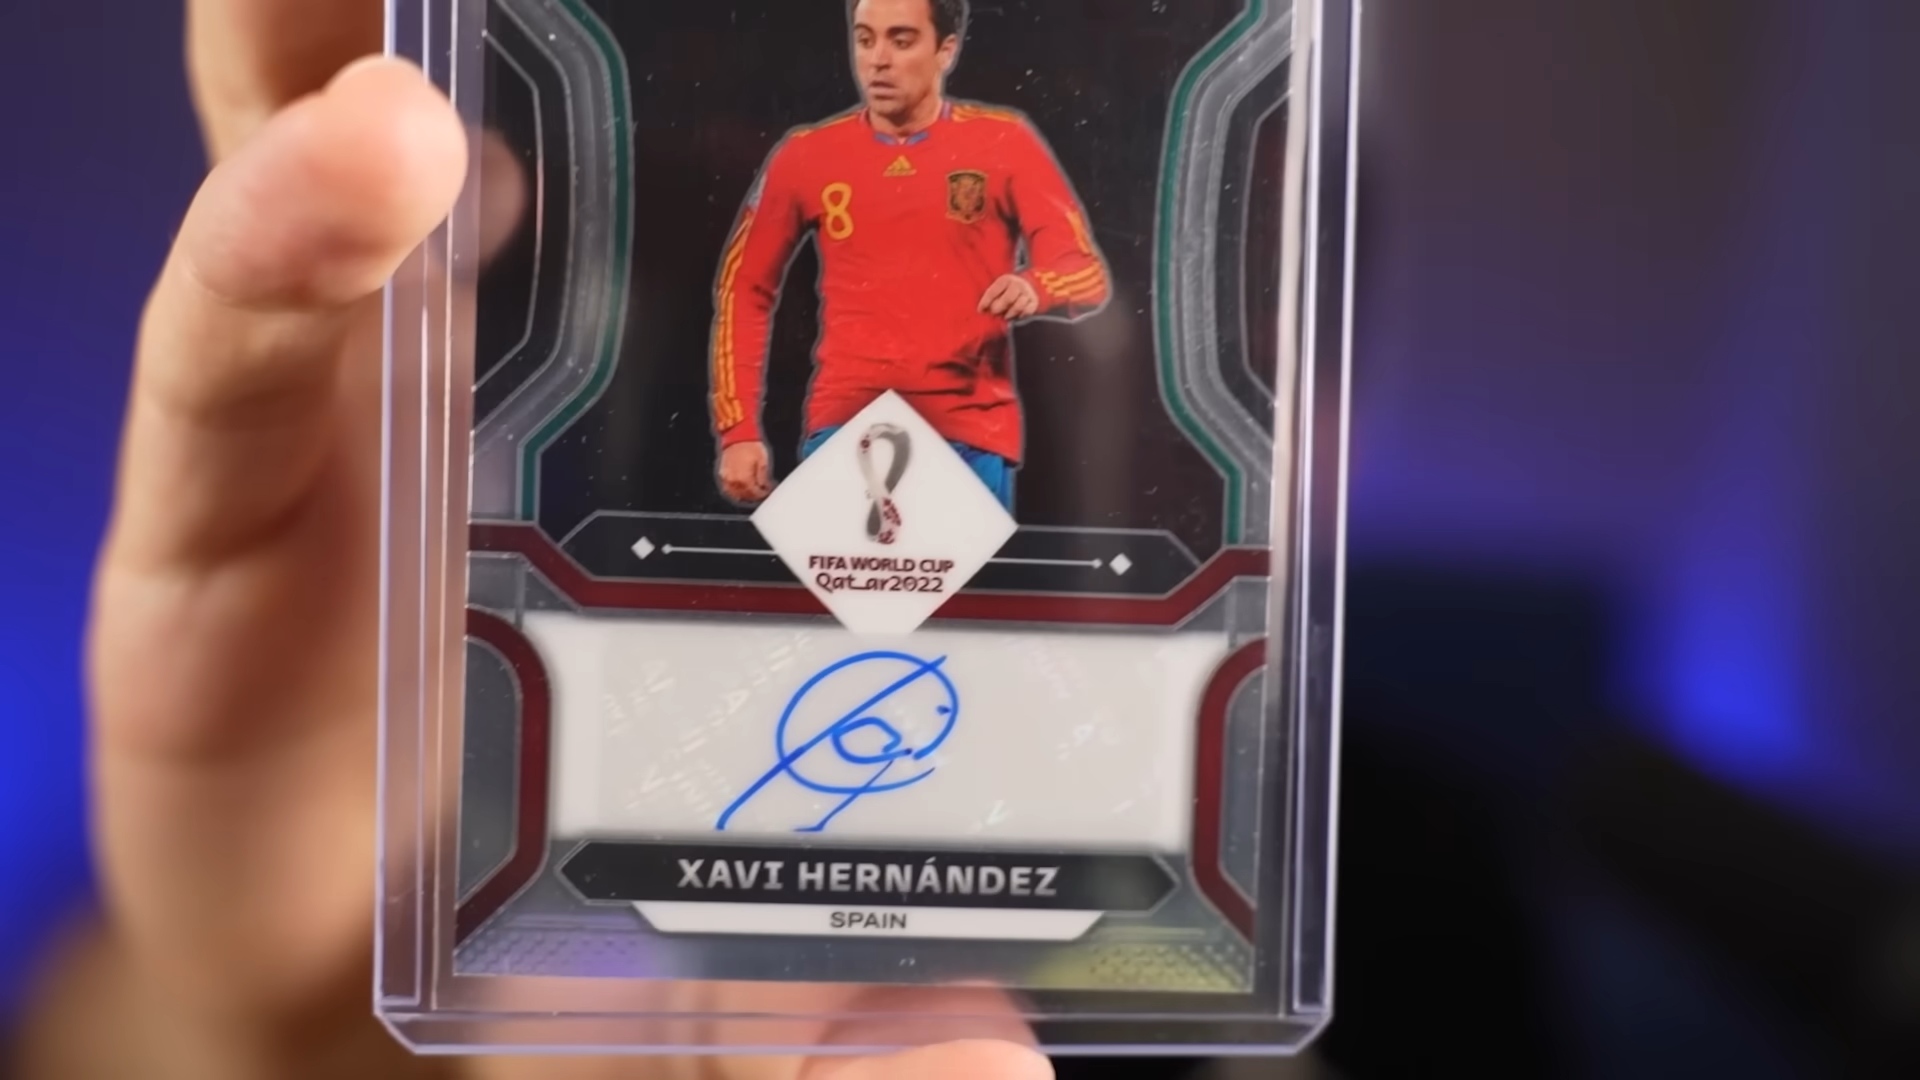 8
FIFA WORLD CUP
Qatar2022
XAVI HERNÁNDEZ
SPAIN